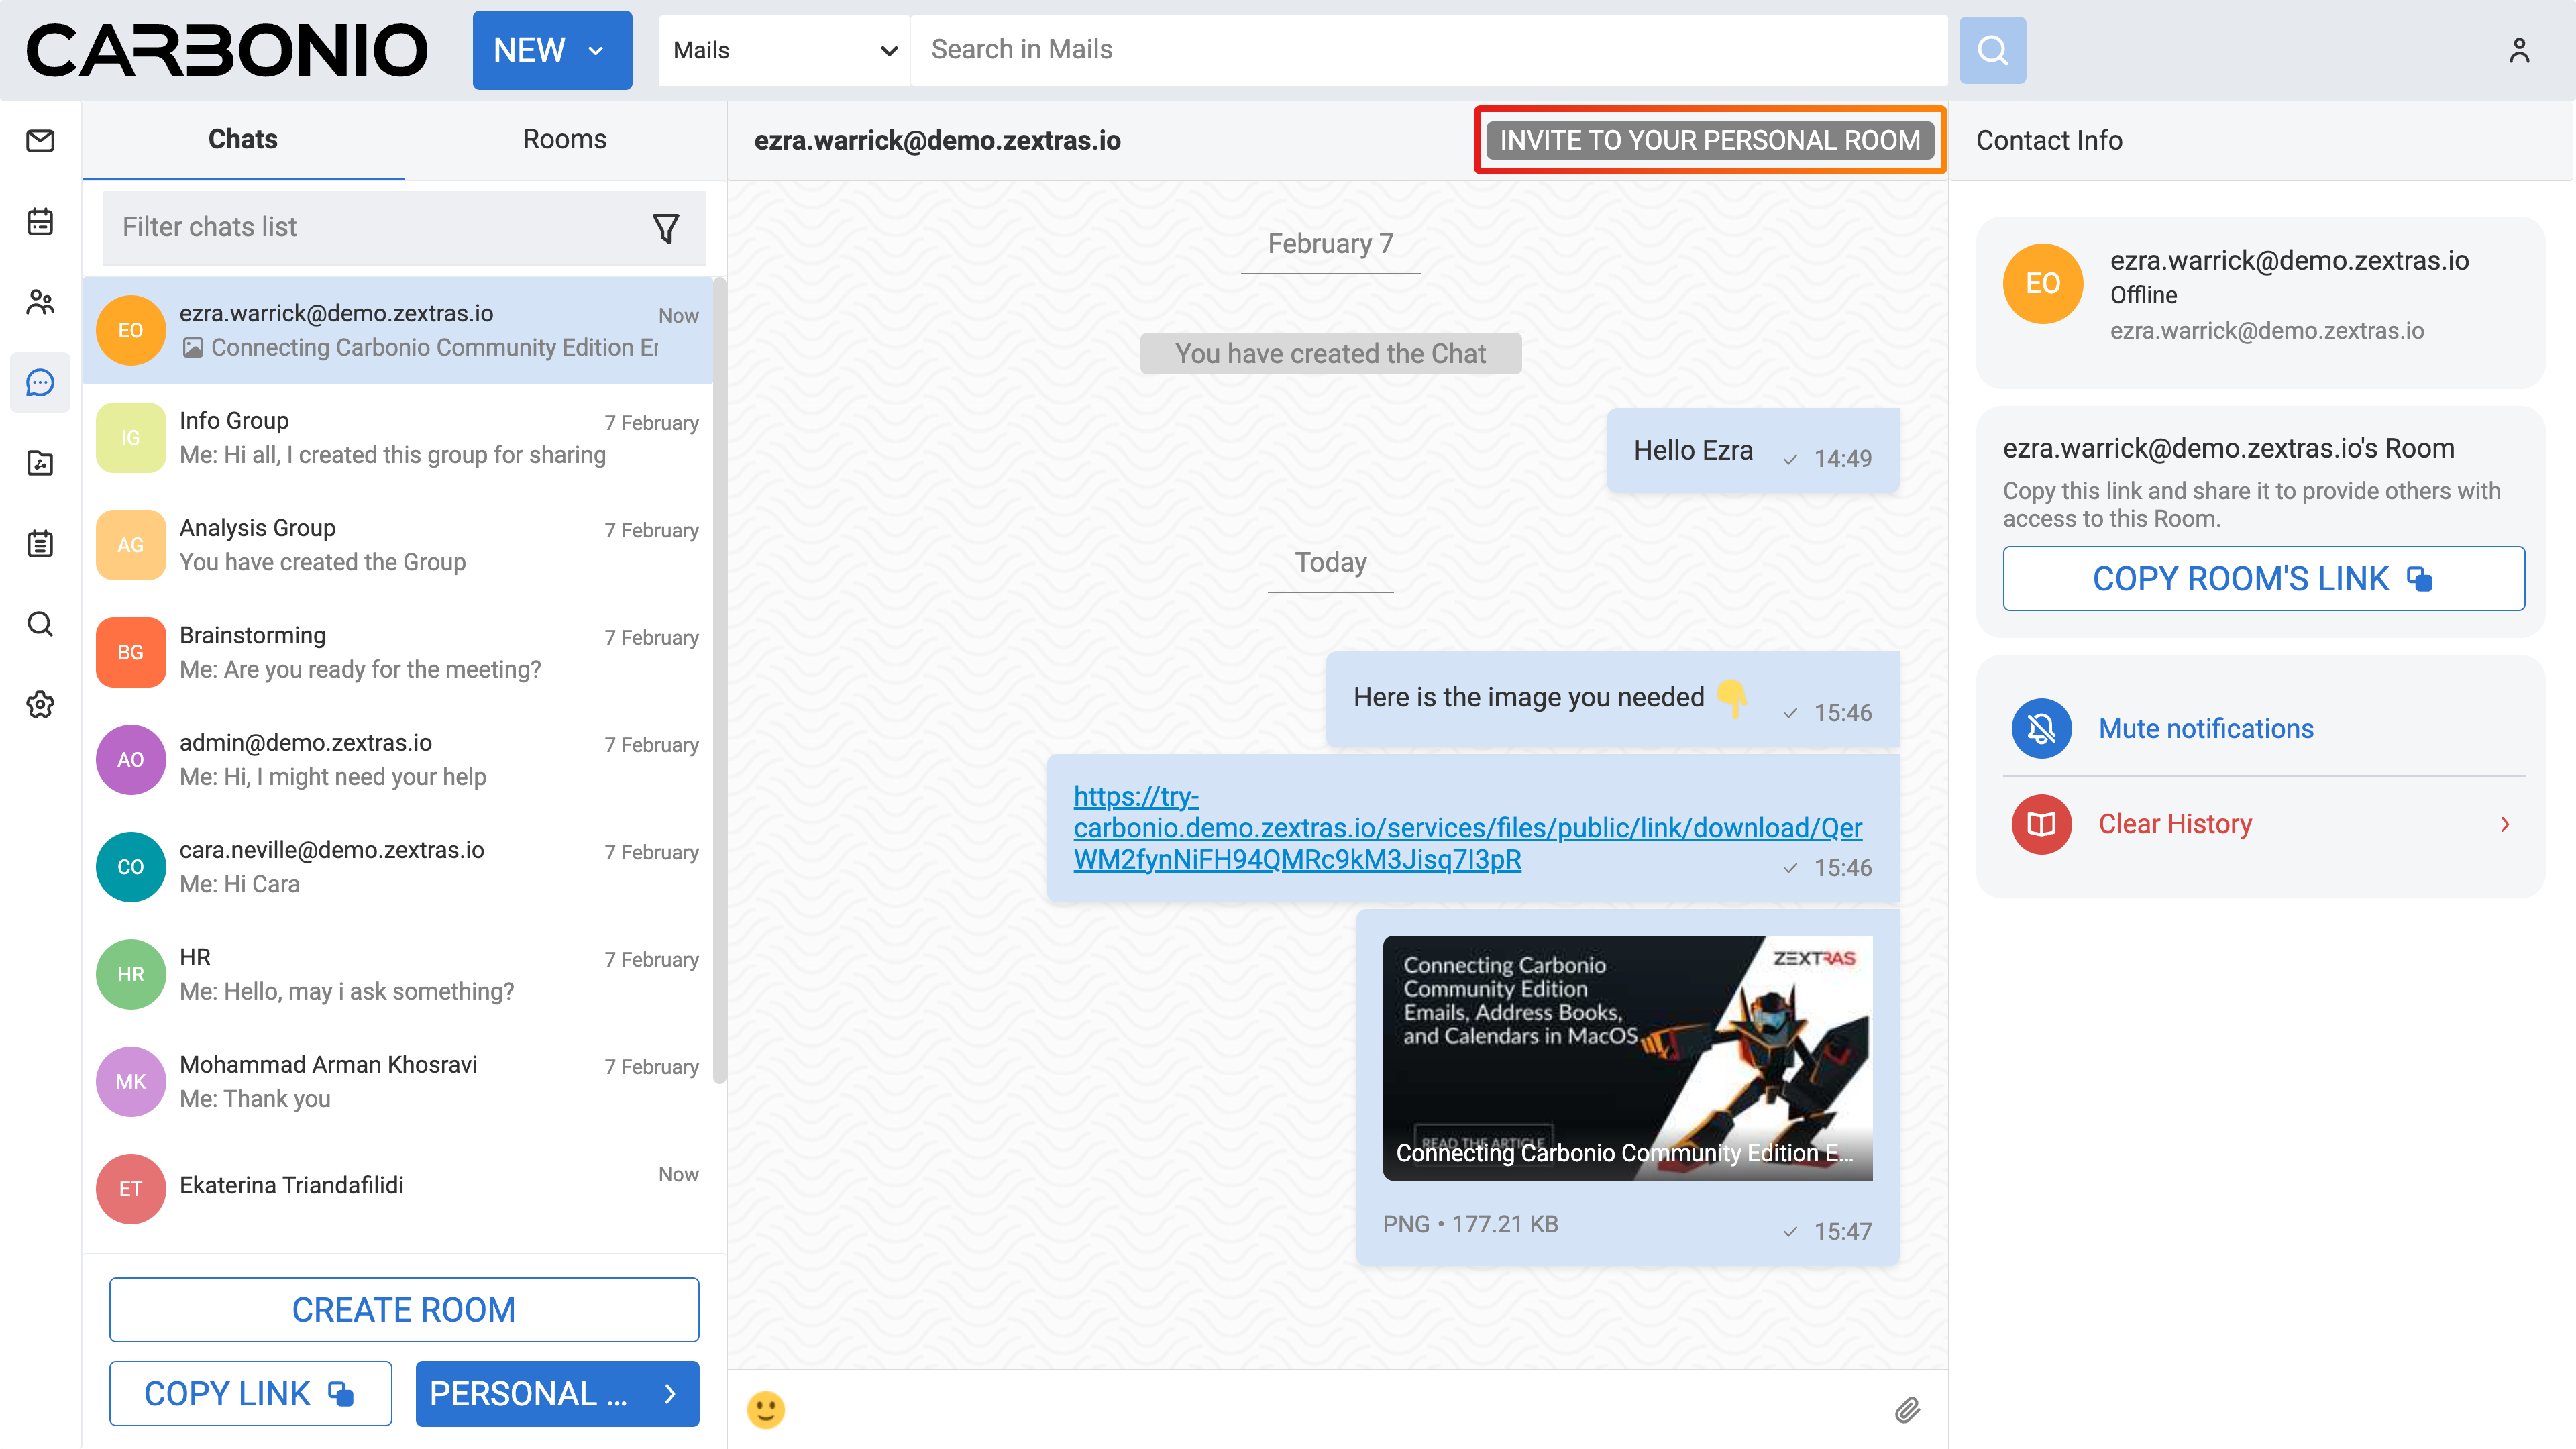 CARBONIO
NEW
Mails
Search in Mails
Chats
Rooms
ezra.warrick@demo.zextras.io
INVITE TO YOUR PERSONAL ROOM
Contact Info
Filter chats list
EO
ezra.warrick@demo.zextras.io
Now
Connecting Carbonio Community Edition Er
IG
Info Group
7 February
Me: Hi all, I created this group for sharing
AG
Analysis Group
7 February
You have created the Group
BG
Brainstorming
7 February
Me: Are you ready for the meeting?
AO
admin@demo.zextras.io
7 February
Me: Hi, I might need your help
CO
cara.neville@demo.zextras.io
7 February
Me: Hi Cara
HR
HR
7 February
Me: Hello, may i ask something?
MK
Mohammad Arman Khosravi
7 February
Me: Thank you
ET
Ekaterina Triandafilidi
Now
CREATE ROOM
COPY LINK
PERSONAL ...
February 7
You have created the Chat
Hello Ezra
14:49
Today
Here is the image you needed 👇
15:46
https://try-
carbonio.demo.zextras.io/services/files/public/link/download/Qer
WM2fynNiFH94QMRc9kM3Jisq7I3pR
15:46
ZEXTRAS
Connecting Carbonio
Community Edition
Emails, Address Books,
and Calendars in MacOS
READ THE ARTICLE
Connecting Carbonio Community Edition E...
PNG • 177.21 KB
15:47
EO
ezra.warrick@demo.zextras.io
Offline
ezra.warrick@demo.zextras.io
ezra.warrick@demo.zextras.io's Room
Copy this link and share it to provide others with
access to this Room.
COPY ROOM'S LINK
Mute notifications
Clear History